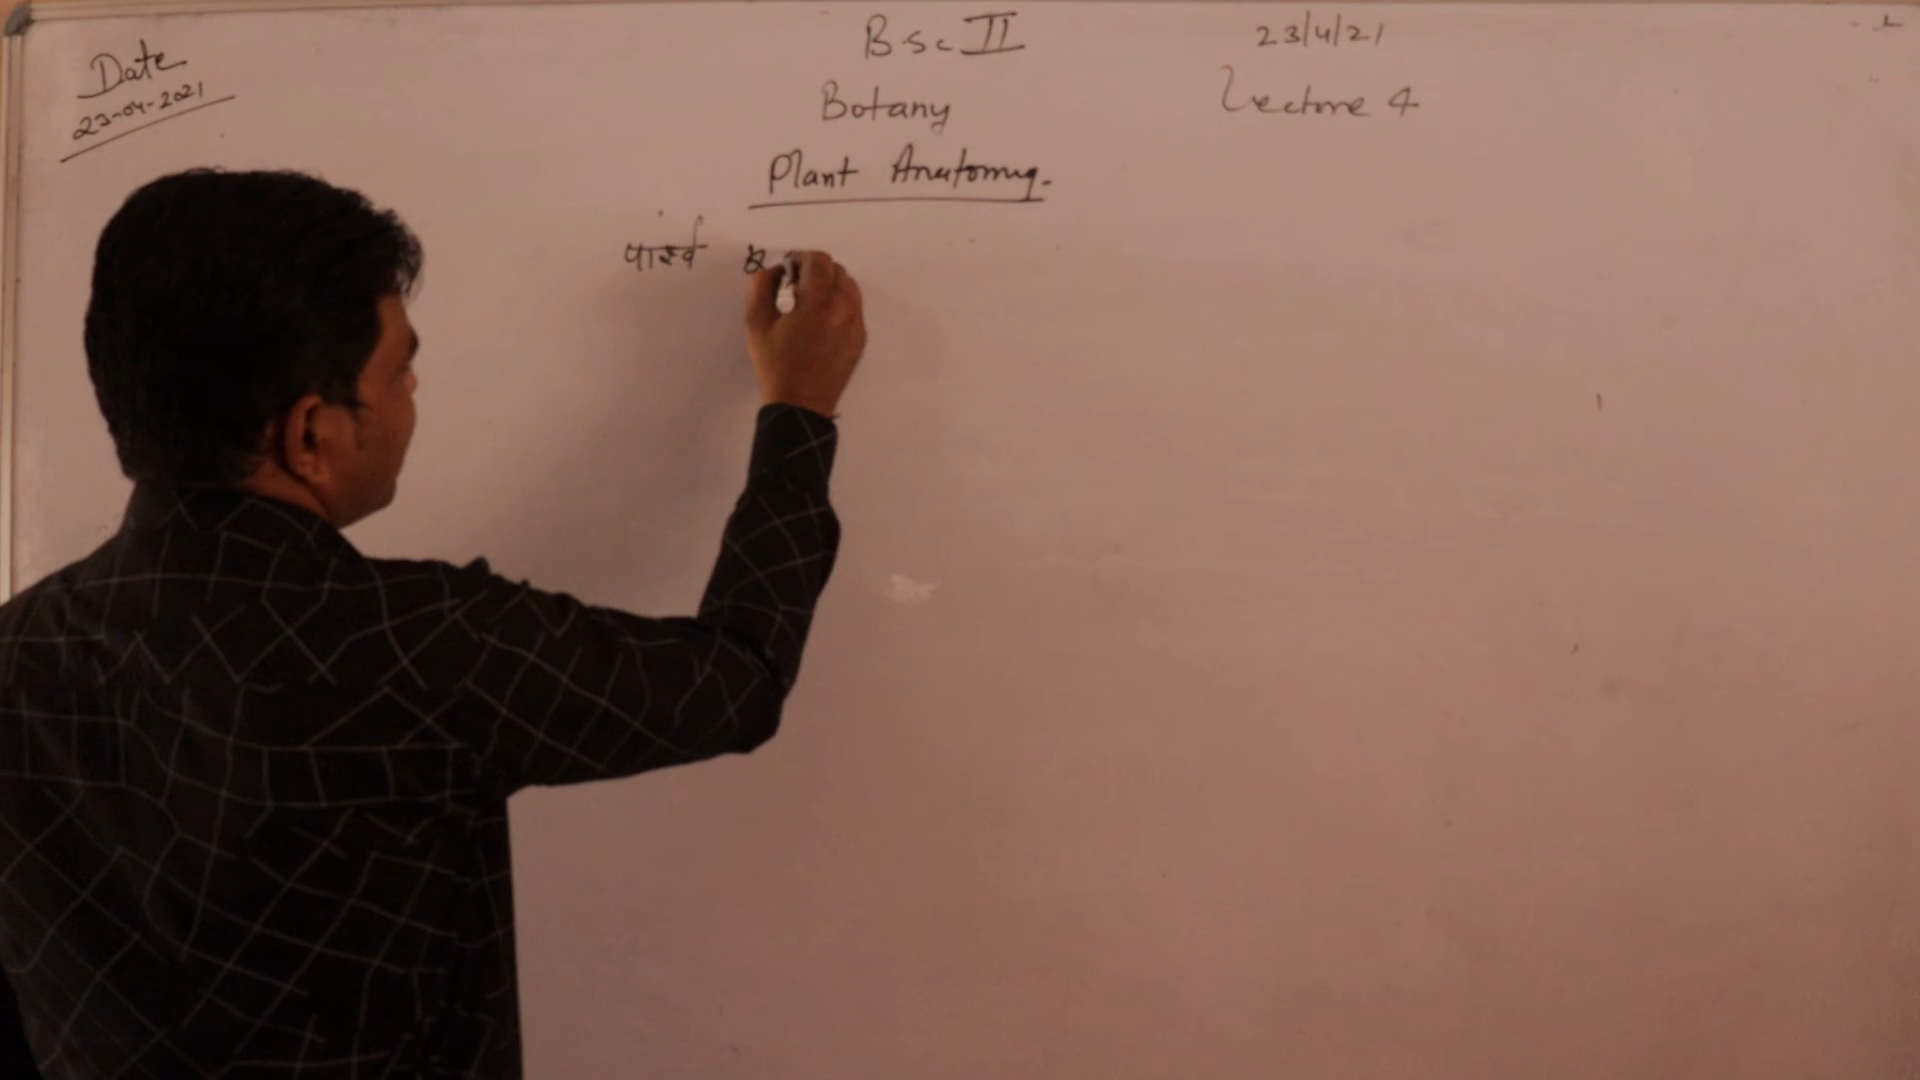 Date
23-04-2021
B.Sc II
23/4/21
Botany
Lecture 4
Plant Anatomy.
पार्श्व